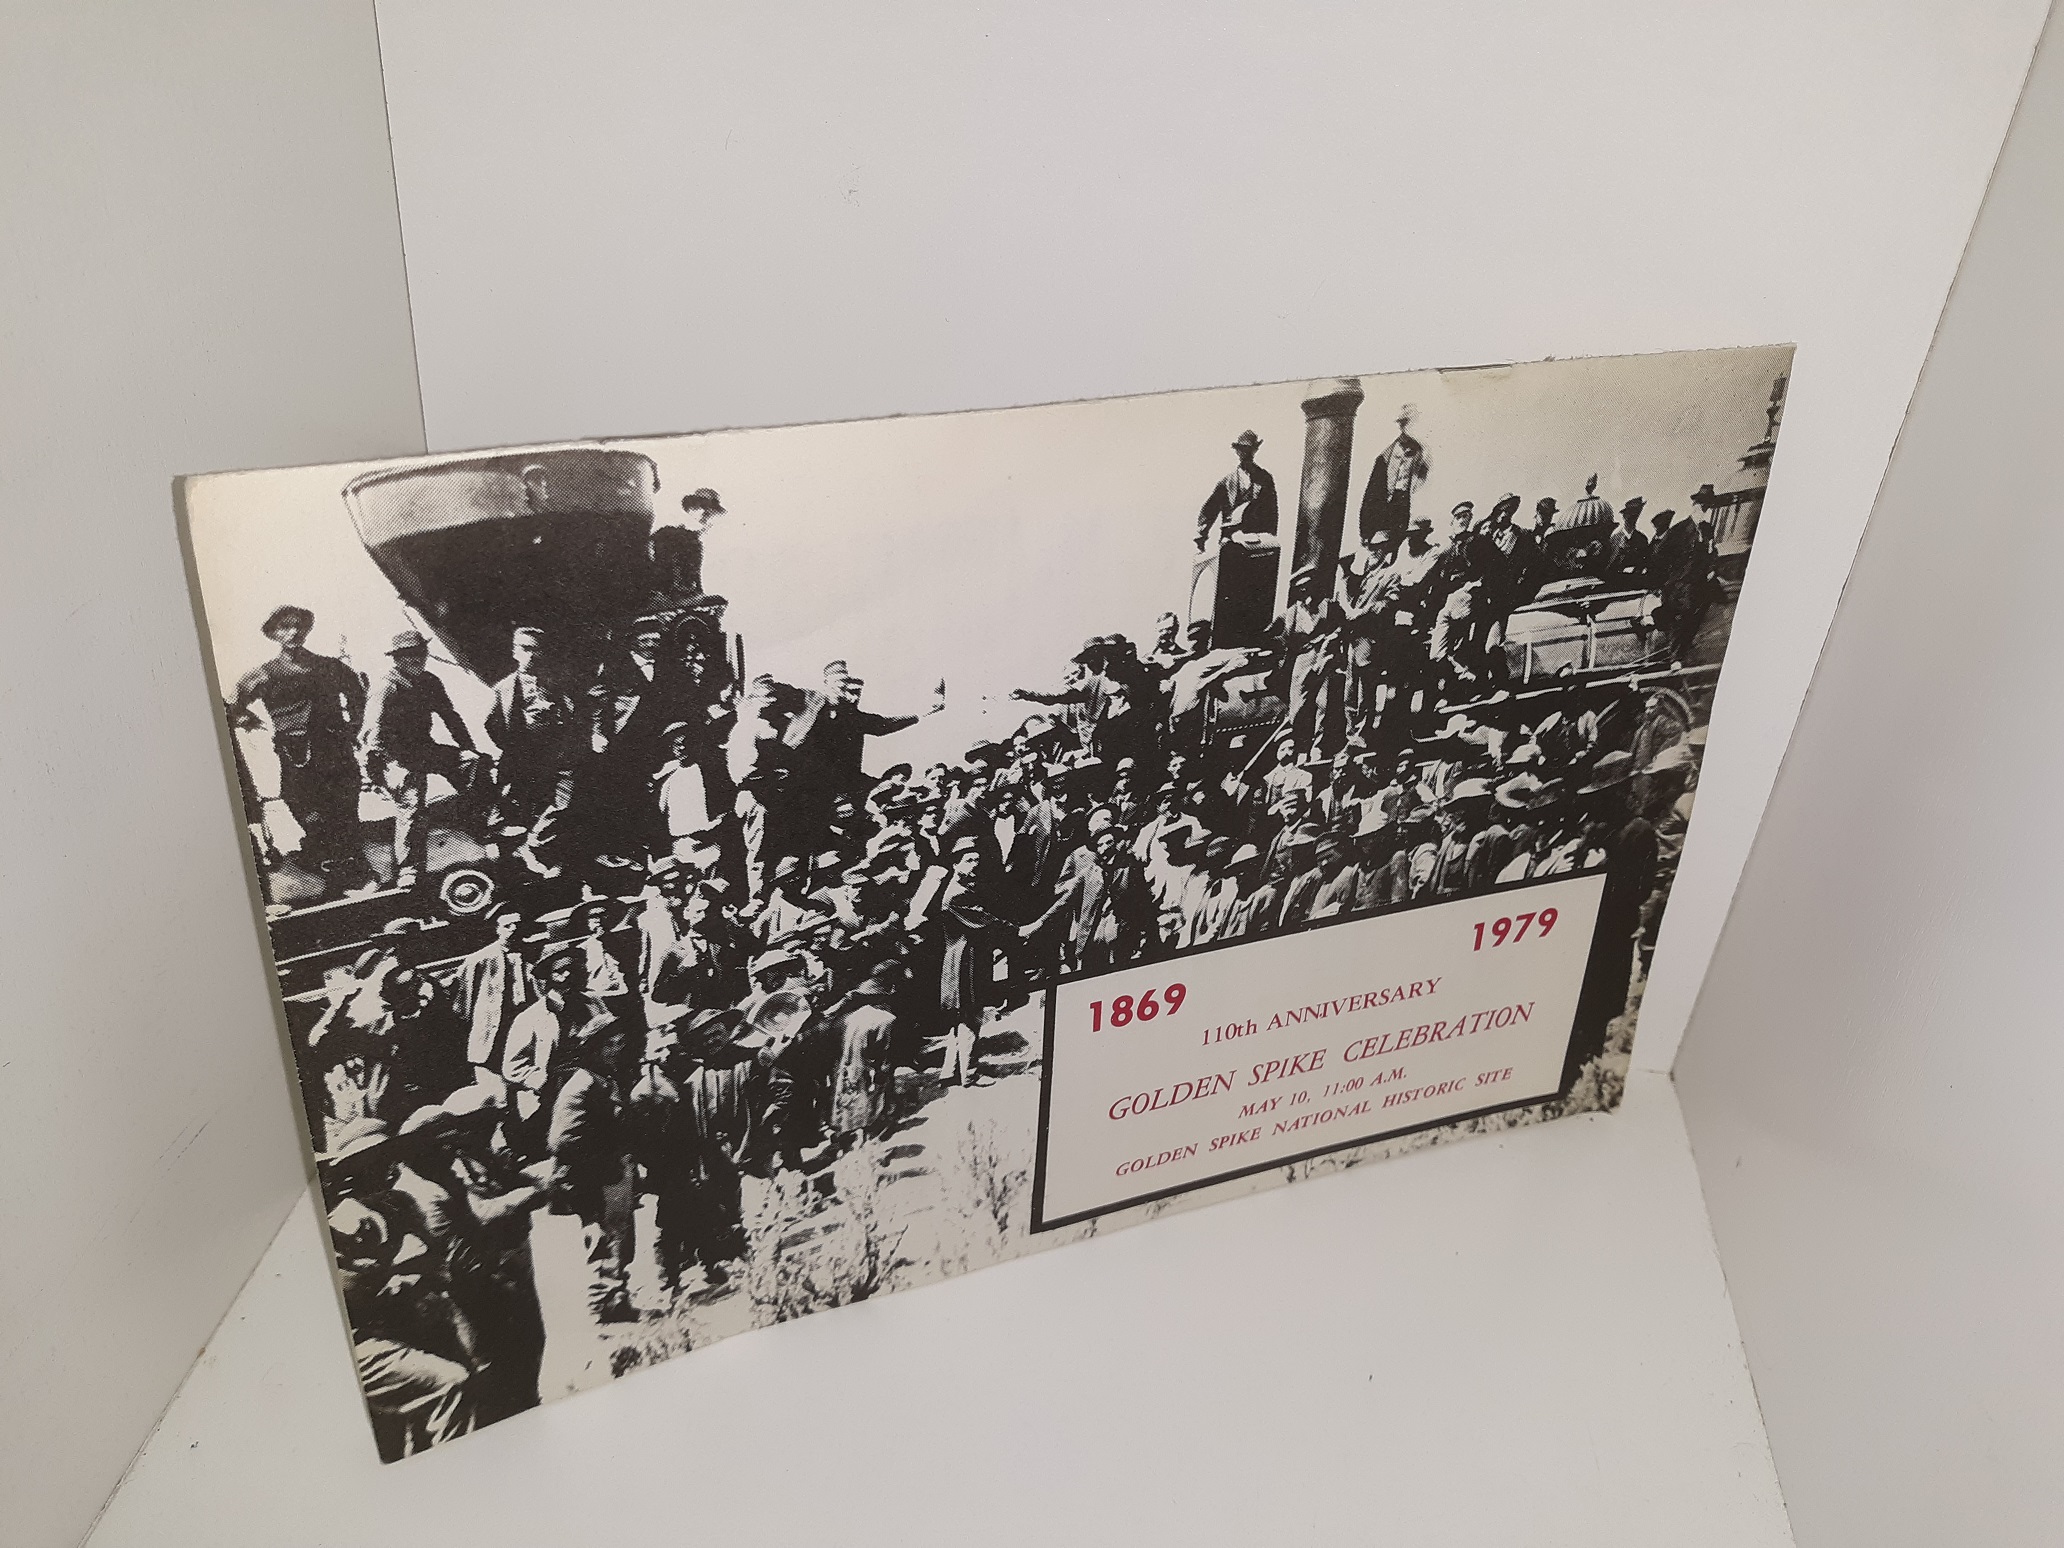 1869 1979
110th ANNIVERSARY
GOLDEN SPIKE CELEBRATION
MAY 10, 11:00 A.M.
GOLDEN SPIKE NATIONAL HISTORIC SITE